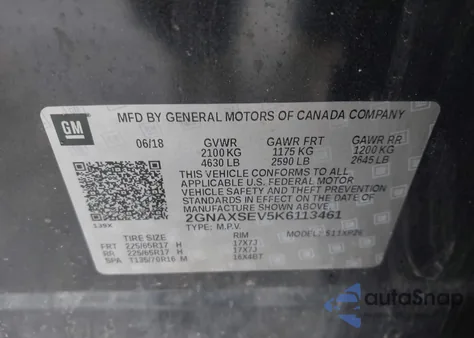 MFD BY GENERAL MOTORS OF CANADA COMPANY
GM
06/18 GVWR GAWR FRT GAWR RR
2100 KG 1175 KG 1200 KG
4630 LB 2590 LB 2645 LB
THIS VEHICLE CONFORMS TO ALL
APPLICABLE U.S. FEDERAL MOTOR
VEHICLE SAFETY AND THEFT PREVENTION
STANDARDS IN EFFECT ON THE DATE OF
MANUFACTURE SHOWN ABOVE.
2GNAXSEV5K6113461
TYPE: M.P.V. MODEL:
TIRE SIZE RIM
FRT 225/65R17 H 17X7J
RR 225/65R17 H 17X7J
SPA T135/70R16 M 16X4BT
autoSnap